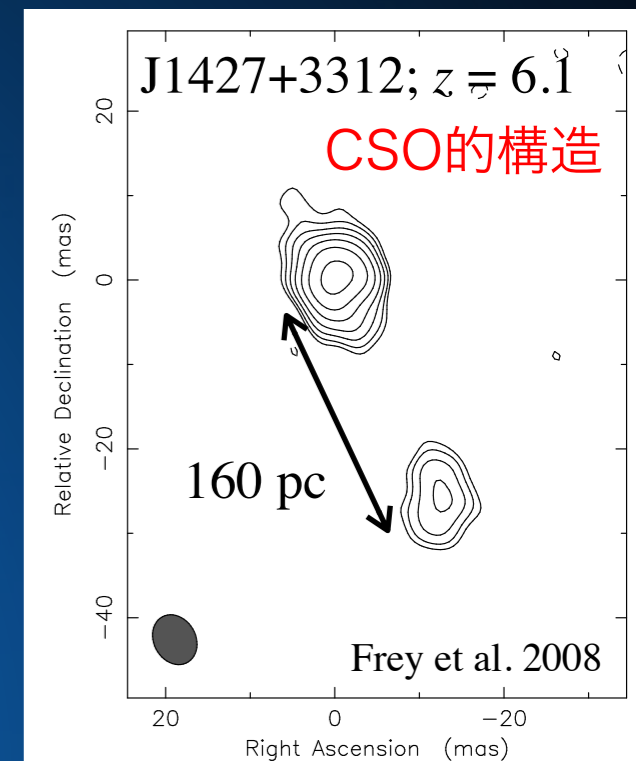 J1427+3312; z = 6.1
CSO的構造
20
0
−20
−40
Relative Declination (mas)
160 pc
Frey et al. 2008
20 0 −20
Right Ascension (mas)